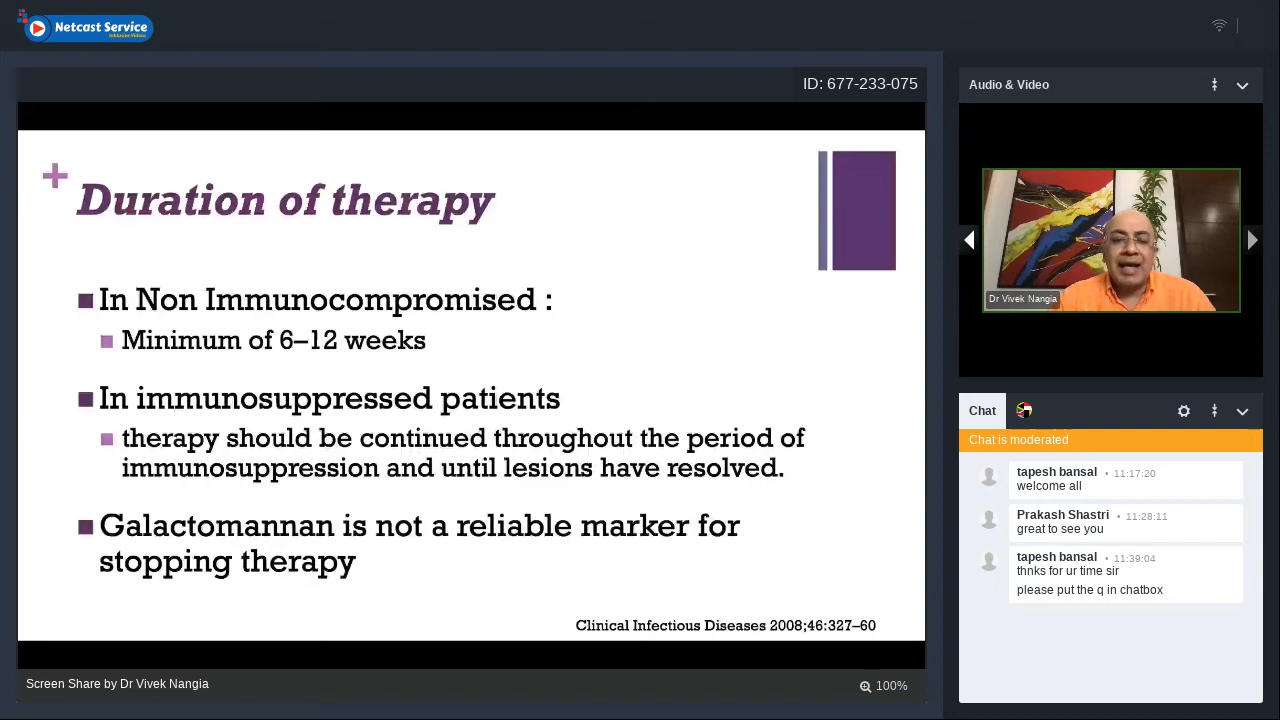 Netcast Service
ID: 677-233-075
Audio & Video
+
Duration of therapy
In Non Immunocompromised :
Minimum of 6–12 weeks
In immunosuppressed patients
therapy should be continued throughout the period of
immunosuppression and until lesions have resolved.
Galactomannan is not a reliable marker for
stopping therapy
Clinical Infectious Diseases 2008;46:327–60
Screen Share by Dr Vivek Nangia
100%
Dr Vivek Nangia
Chat
Chat is moderated
tapesh bansal • 11:17:20
welcome all
Prakash Shastri • 11:28:11
great to see you
tapesh bansal • 11:39:04
thnks for ur time sir
please put the q in chatbox